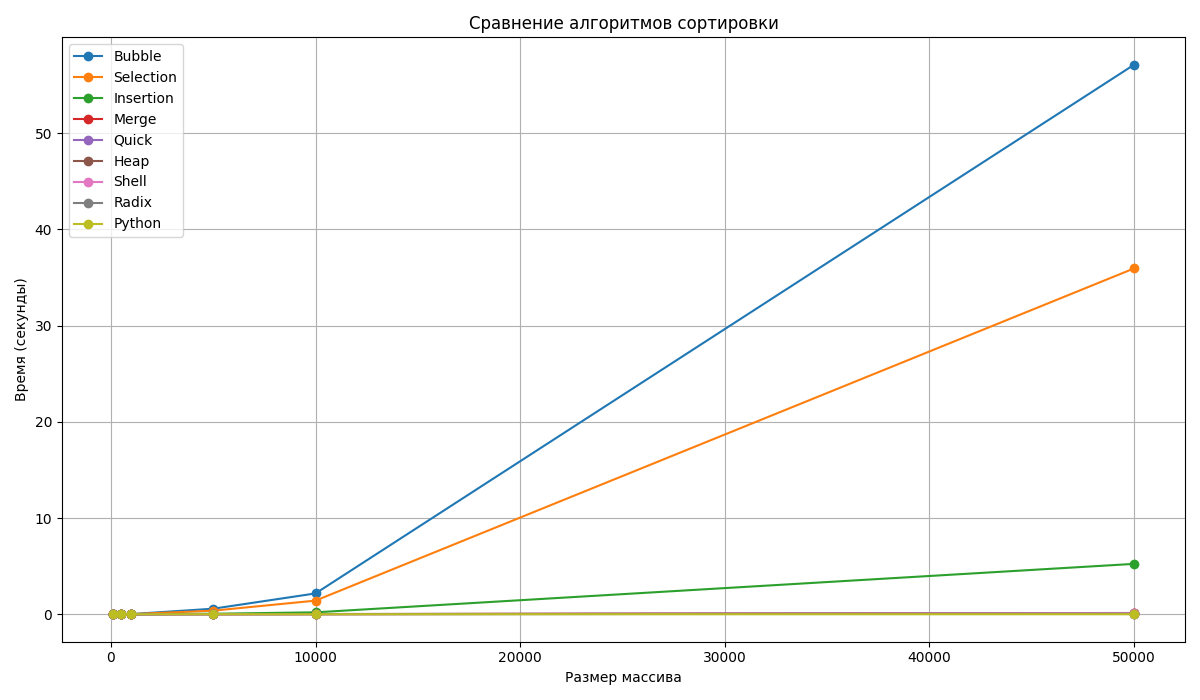 Сравнение алгоритмов сортировки
Bubble
Selection
Insertion
Merge
Quick
Heap
Shell
Radix
Python
Время (секунды)
50
40
30
20
10
0
0 10000 20000 30000 40000 50000
Размер массива